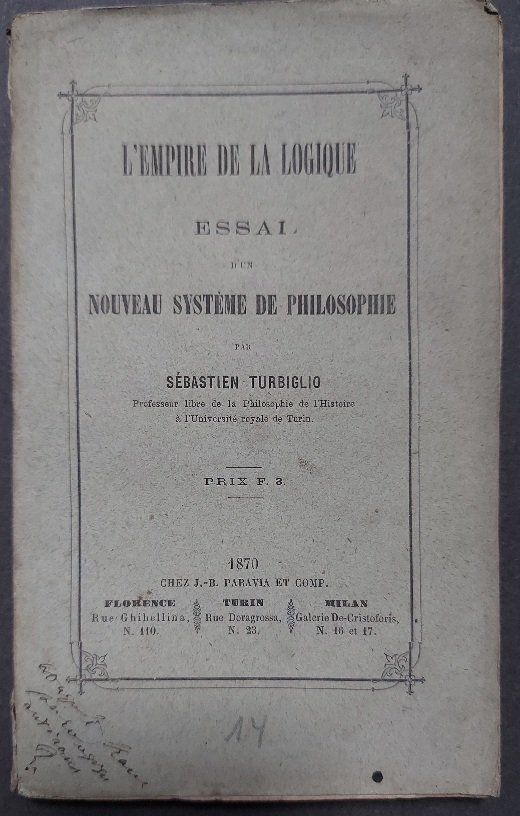 L'EMPIRE DE LA LOGIQUE
ESSAI
D'UN
NOUVEAU SYSTÈME DE PHILOSOPHIE
PAR
SÉBASTIEN TURBIGLIO
Professeur libre de la Philosophie de l'Histoire
à l'Université royale de Turin.
PRIX F. 3.
1870
CHEZ J.-B. PARAVIA ET COMP.
FLORENCE TURIN MILAN
Rue Ghibellina, Rue Doragrossa, Galerie De-Cristoforis,
N. 110. N. 23. N. 16 et 17.
14